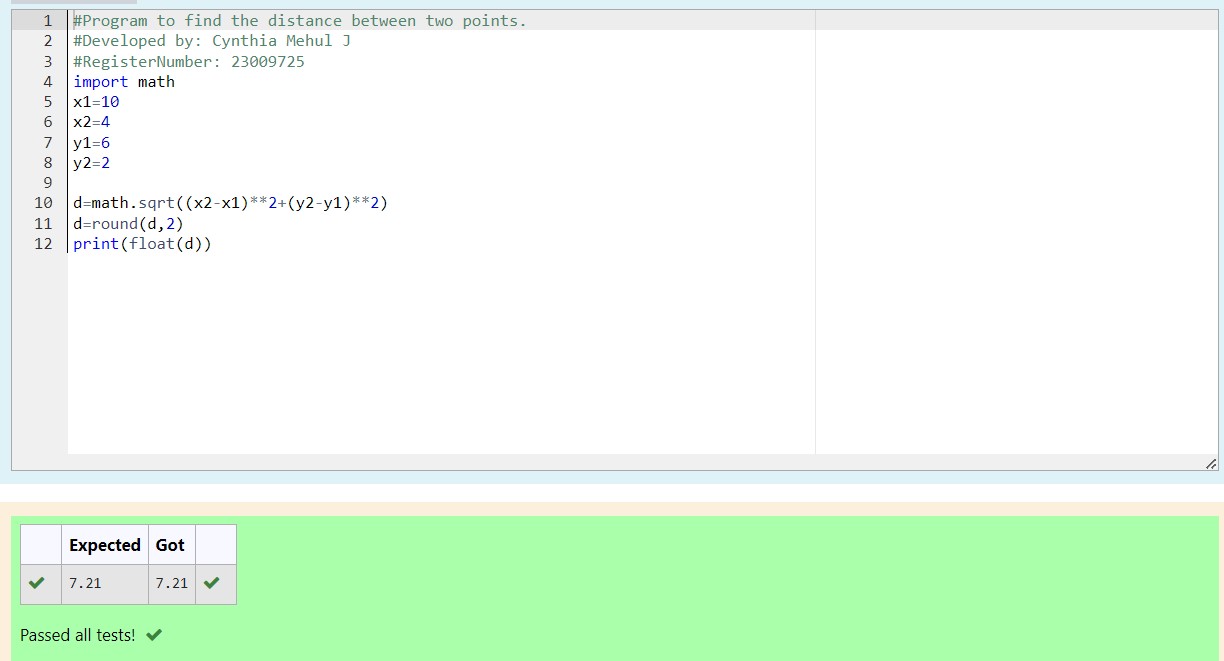 1 #Program to find the distance between two points.
2 #Developed by: Cynthia Mehul J
3 #RegisterNumber: 23009725
4 import math
5 x1=10
6 x2=4
7 y1=6
8 y2=2
9
10 d=math.sqrt((x2-x1)**2+(y2-y1)**2)
11 d=round(d,2)
12 print(float(d))
Expected Got
7.21 7.21
Passed all tests!